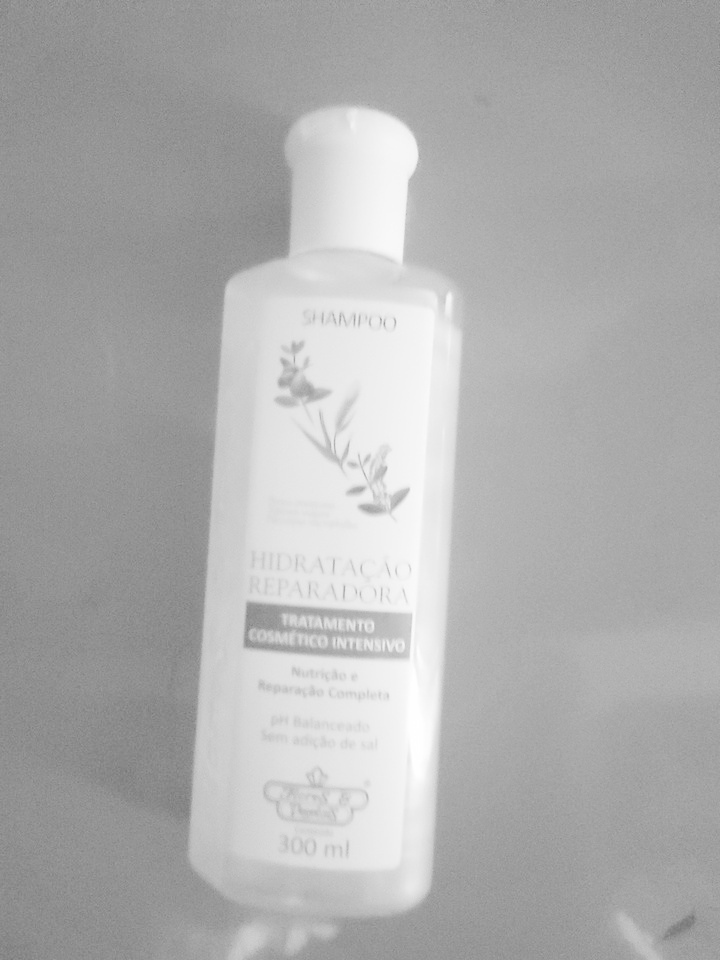 SHAMPOO
HIDRATAÇÃO
REPARADORA
TRATAMENTO
COSMÉTICO INTENSIVO
Nutrição e
Reparação Completa
pH Balanceado
Sem adição de sal
300 ml